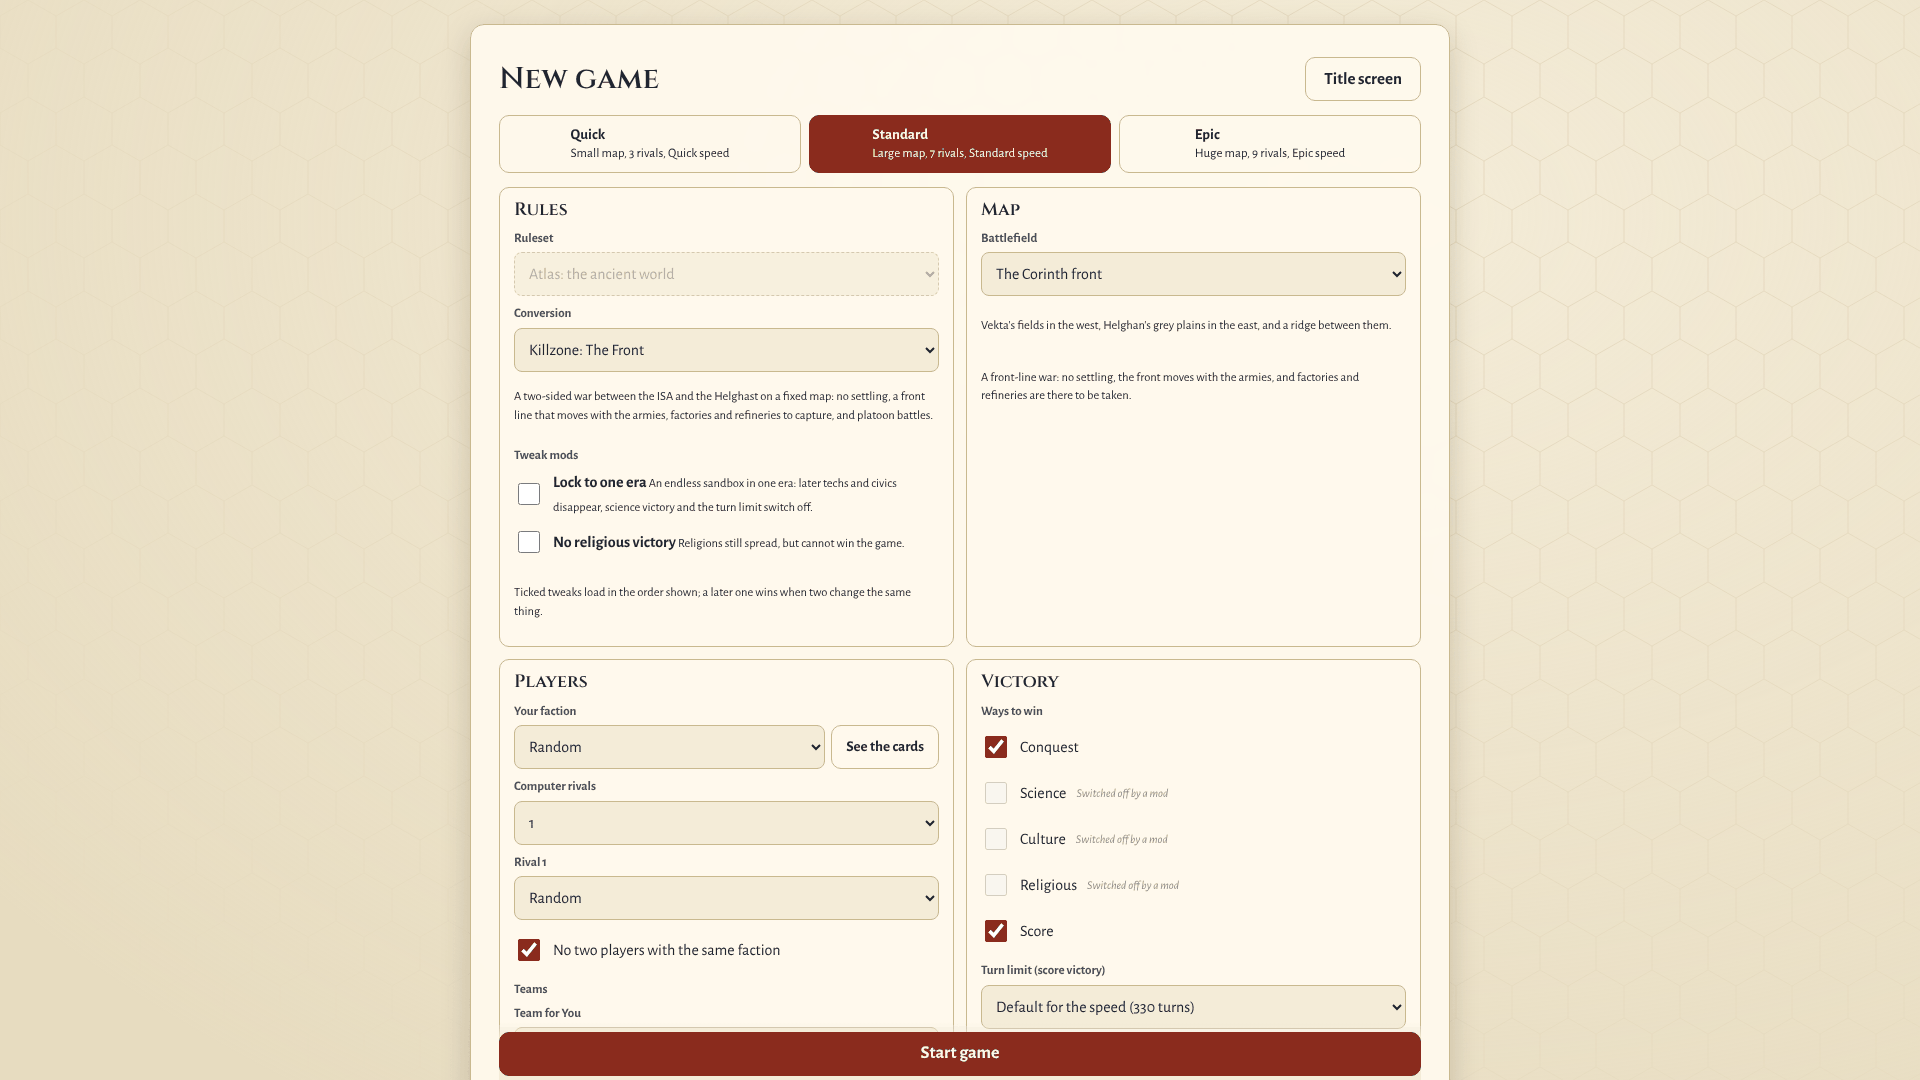 New game
Title screen
Quick
Small map, 3 rivals, Quick speed
Standard
Large map, 7 rivals, Standard speed
Epic
Huge map, 9 rivals, Epic speed
Rules
Ruleset
Atlas: the ancient world
Conversion
Killzone: The Front
A two-sided war between the ISA and the Helghast on a fixed map: no settling, a front
line that moves with the armies, factories and refineries to capture, and platoon battles.
Tweak mods
Lock to one era An endless sandbox in one era: later techs and civics
disappear, science victory and the turn limit switch off.
No religious victory Religions still spread, but cannot win the game.
Ticked tweaks load in the order shown; a later one wins when two change the same
thing.
Map
Battlefield
The Corinth front
Vekta's fields in the west, Helghan's grey plains in the east, and a ridge between them.
A front-line war: no settling, the front moves with the armies, and factories and
refineries are there to be taken.
Players
Your faction
Random
See the cards
Computer rivals
1
Rival 1
Random
No two players with the same faction
Teams
Team for You
Victory
Ways to win
Conquest
Science Switched off by a mod
Culture Switched off by a mod
Religious Switched off by a mod
Score
Turn limit (score victory)
Default for the speed (330 turns)
Start game